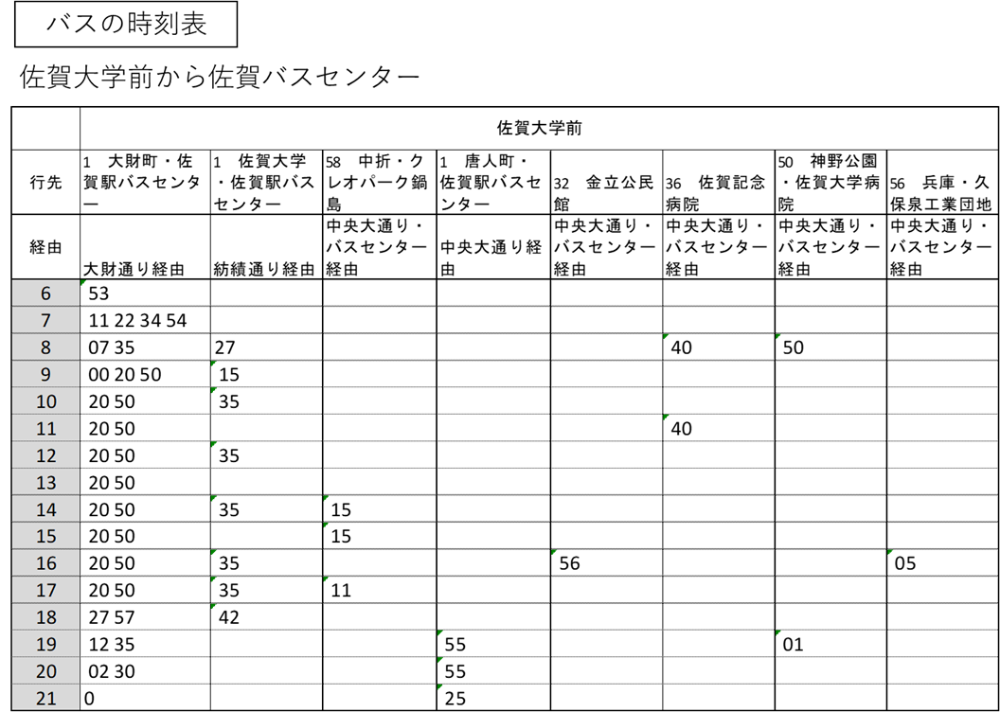 バスの時刻表
佐賀大学前から佐賀バスセンター
佐賀大学前
行先
1　大財町・佐
賀駅バスセンタ
ー
1　佐賀大学
・佐賀駅バス
センター
58　中折・ク
レオパーク鍋
島
1　唐人町・
佐賀駅バスセ
ンター
32　金立公民
館
36　佐賀記念
病院
50　神野公園
・佐賀大学病
院
56　兵庫・久
保泉工業団地
経由
大財通り経由
紡績通り経由
中央大通り・
バスセンター
経由
中央大通り経
由
中央大通り・
バスセンター
経由
中央大通り・
バスセンター
経由
中央大通り・
バスセンター
経由
中央大通り・
バスセンター
経由
6 53
7 11 22 34 54
8 07 35 27 40 50
9 00 20 50 15
10 20 50 35
11 20 50 40
12 20 50 35
13 20 50
14 20 50 35 15
15 20 50 15
16 20 50 35 56 05
17 20 50 35 11
18 27 57 42
19 12 35 55 01
20 02 30 55
21 0 25